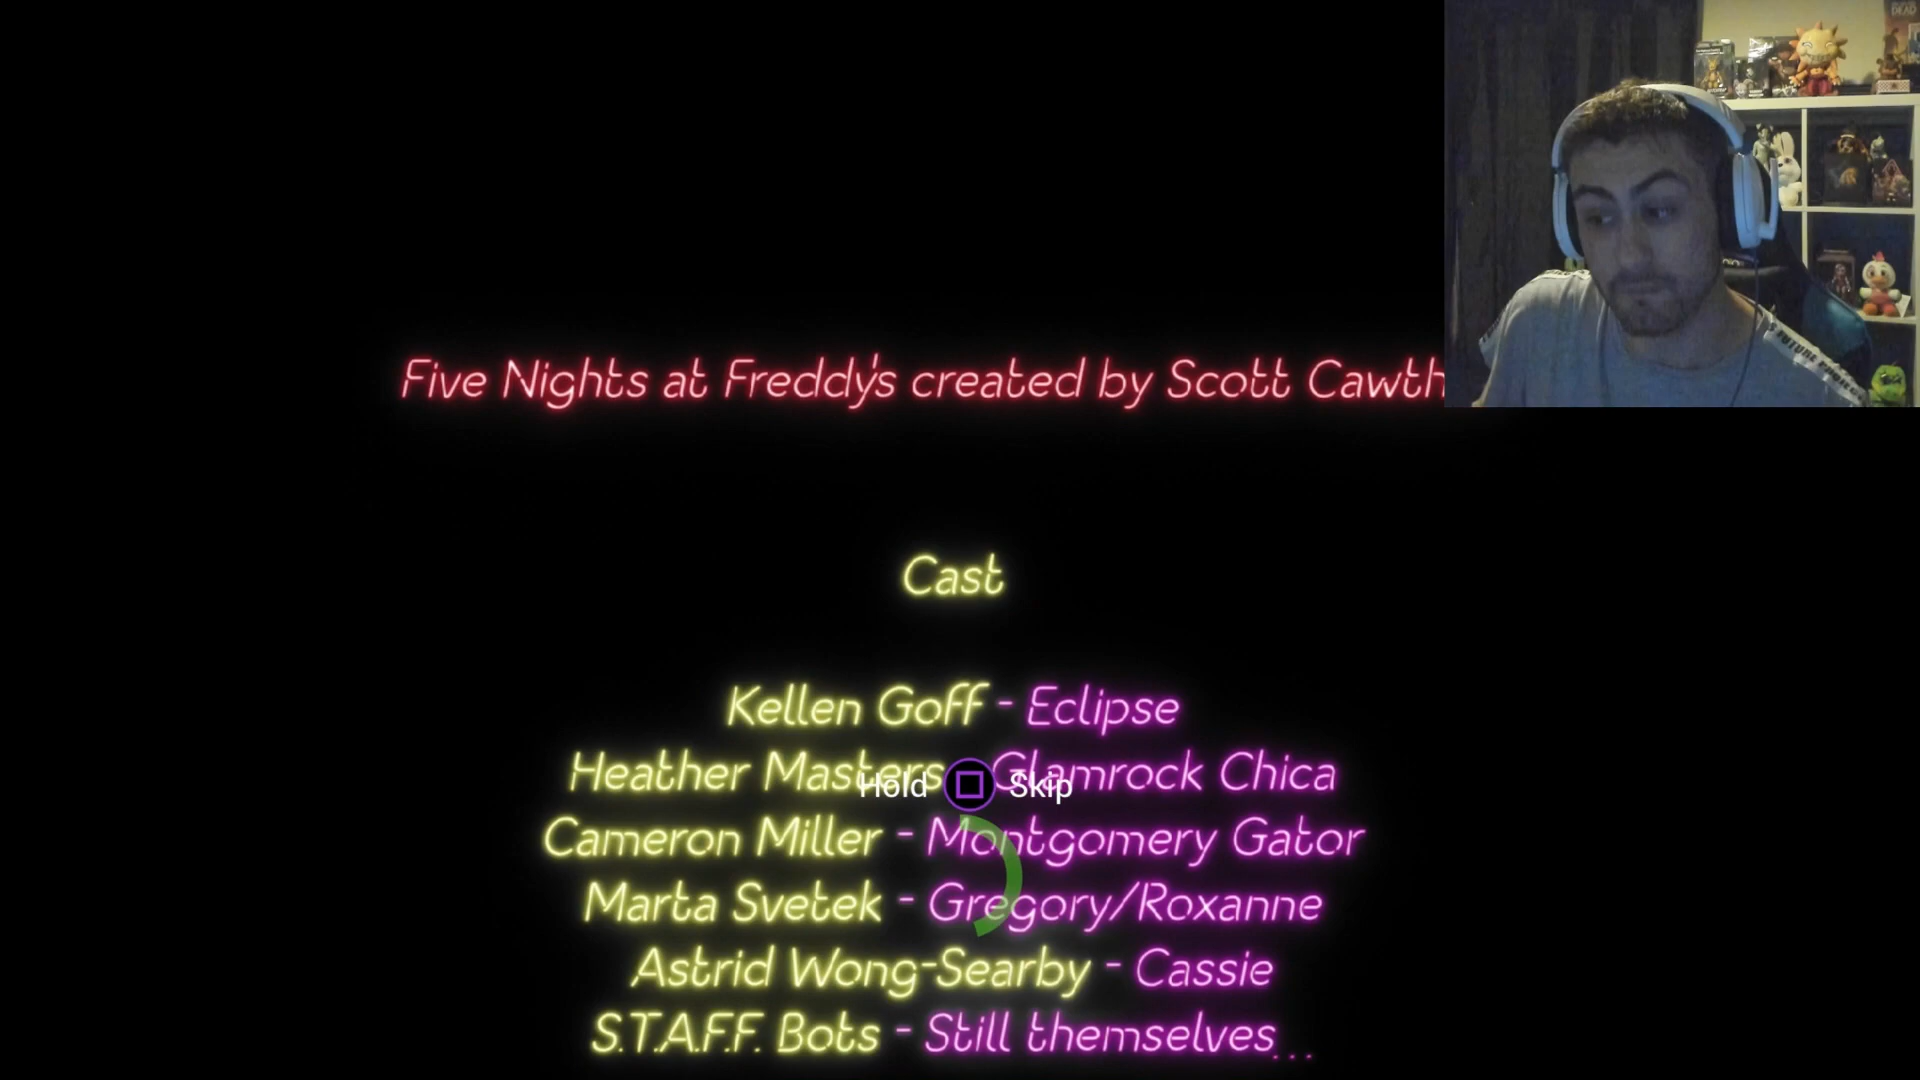 DEAD
Five Nights at Freddy's created by Scott Cawth
Cast
Kellen Goff - Eclipse
Heather Masters Glamrock Chica
Hold Skip
Cameron Miller - Montgomery Gator
Marta Svetek - Gregory/Roxanne
Astrid Wong-Searby - Cassie
S.T.A.F.F. Bots - Still themselves...